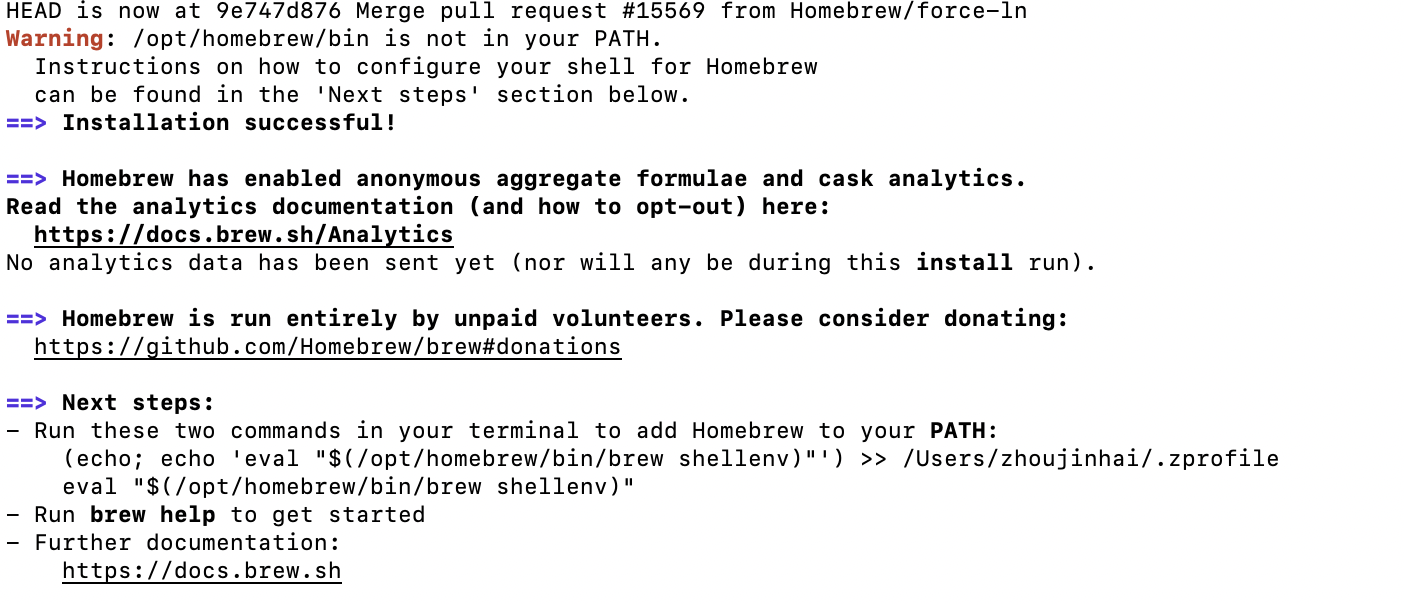 HEAD is now at 9e747d876 Merge pull request #15569 from Homebrew/force-ln
Warning: /opt/homebrew/bin is not in your PATH.
  Instructions on how to configure your shell for Homebrew
  can be found in the 'Next steps' section below.
==> Installation successful!

==> Homebrew has enabled anonymous aggregate formulae and cask analytics.
Read the analytics documentation (and how to opt-out) here:
  https://docs.brew.sh/Analytics
No analytics data has been sent yet (nor will any be during this install run).

==> Homebrew is run entirely by unpaid volunteers. Please consider donating:
  https://github.com/Homebrew/brew#donations

==> Next steps:
- Run these two commands in your terminal to add Homebrew to your PATH:
    (echo; echo 'eval "$(/opt/homebrew/bin/brew shellenv)"') >> /Users/zhoujinhai/.zprofile
    eval "$(/opt/homebrew/bin/brew shellenv)"
- Run brew help to get started
- Further documentation:
    https://docs.brew.sh